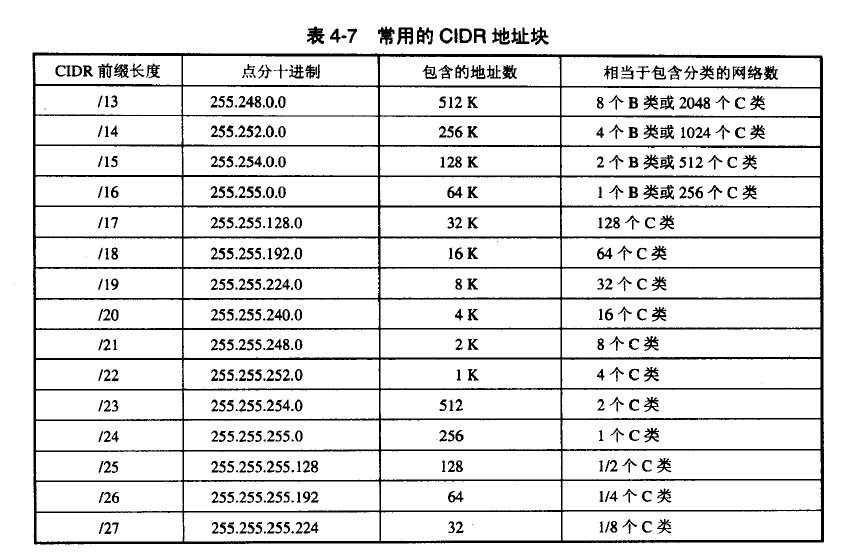 表 4-7 常用的 CIDR 地址块
CIDR 前缀长度 点分十进制 包含的地址数 相当于包含分类的网络数
/13 255.248.0.0 512 K 8 个 B 类或 2048 个 C 类
/14 255.252.0.0 256 K 4 个 B 类或 1024 个 C 类
/15 255.254.0.0 128 K 2 个 B 类或 512 个 C 类
/16 255.255.0.0 64 K 1 个 B 类或 256 个 C 类
/17 255.255.128.0 32 K 128 个 C 类
/18 255.255.192.0 16 K 64 个 C 类
/19 255.255.224.0 8 K 32 个 C 类
/20 255.255.240.0 4 K 16 个 C 类
/21 255.255.248.0 2 K 8 个 C 类
/22 255.255.252.0 1 K 4 个 C 类
/23 255.255.254.0 512 2 个 C 类
/24 255.255.255.0 256 1 个 C 类
/25 255.255.255.128 128 1/2 个 C 类
/26 255.255.255.192 64 1/4 个 C 类
/27 255.255.255.224 32 1/8 个 C 类